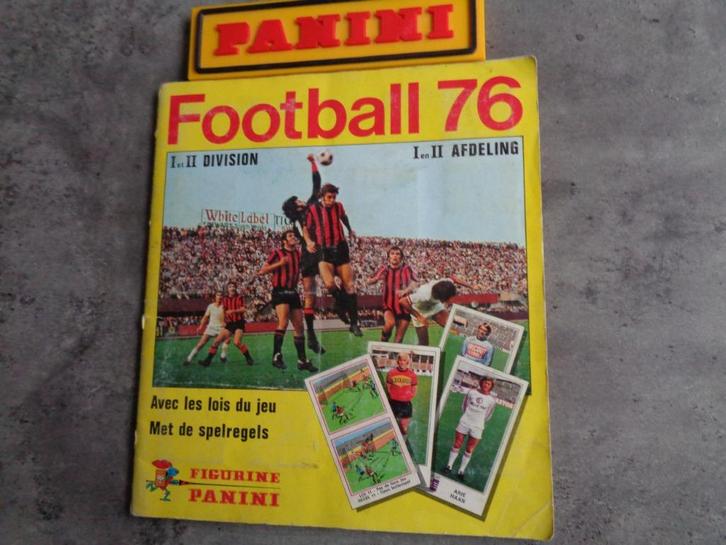 PANINI
Football 76
I et II DIVISION
I en II AFDELING
White Label
Avec les lois du jeu
Met de spelregels
FIGURINE
PANINI
ARIE
HAAN